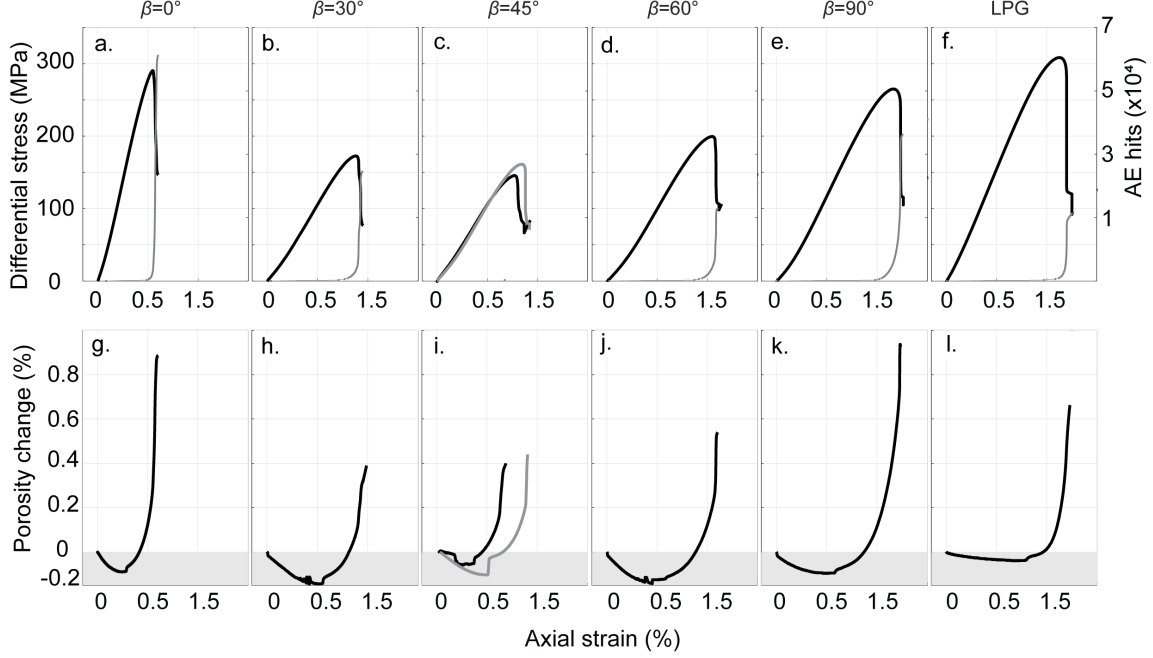 β=0° β=30° β=45° β=60° β=90° LPG
a. b. c. d. e. f.
Differential stress (MPa)
300
200
100
0
7
5
3
1
AE hits (x10⁴)
0 0.5 1.5 0 0.5 1.5 0 0.5 1.5 0 0.5 1.5 0 0.5 1.5 0 0.5 1.5
g. h. i. j. k. l.
Porosity change (%)
0.8
0.6
0.4
0.2
0
-0.2
0 0.5 1.5 0 0.5 1.5 0 0.5 1.5 0 0.5 1.5 0 0.5 1.5 0 0.5 1.5
Axial strain (%)